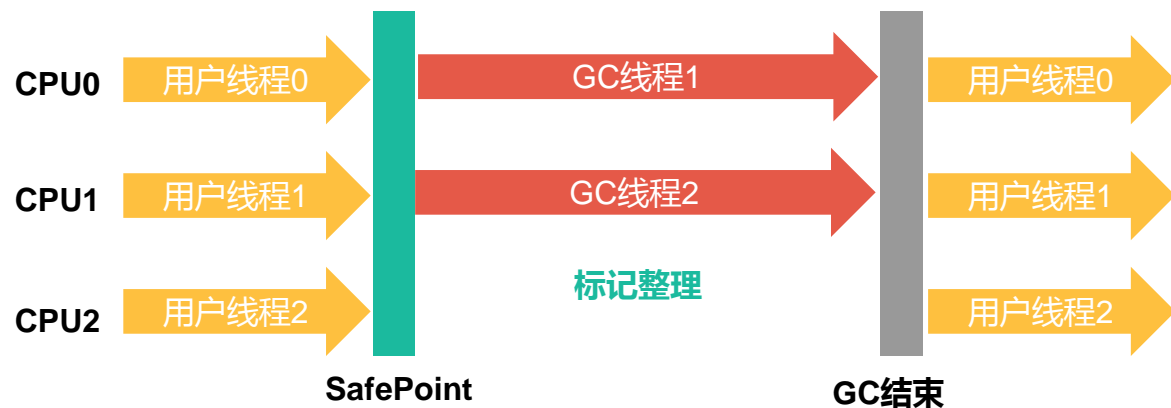 CPU0 用户线程0 GC线程1 用户线程0
CPU1 用户线程1 GC线程2 用户线程1
标记整理
CPU2 用户线程2 用户线程2
SafePoint GC结束